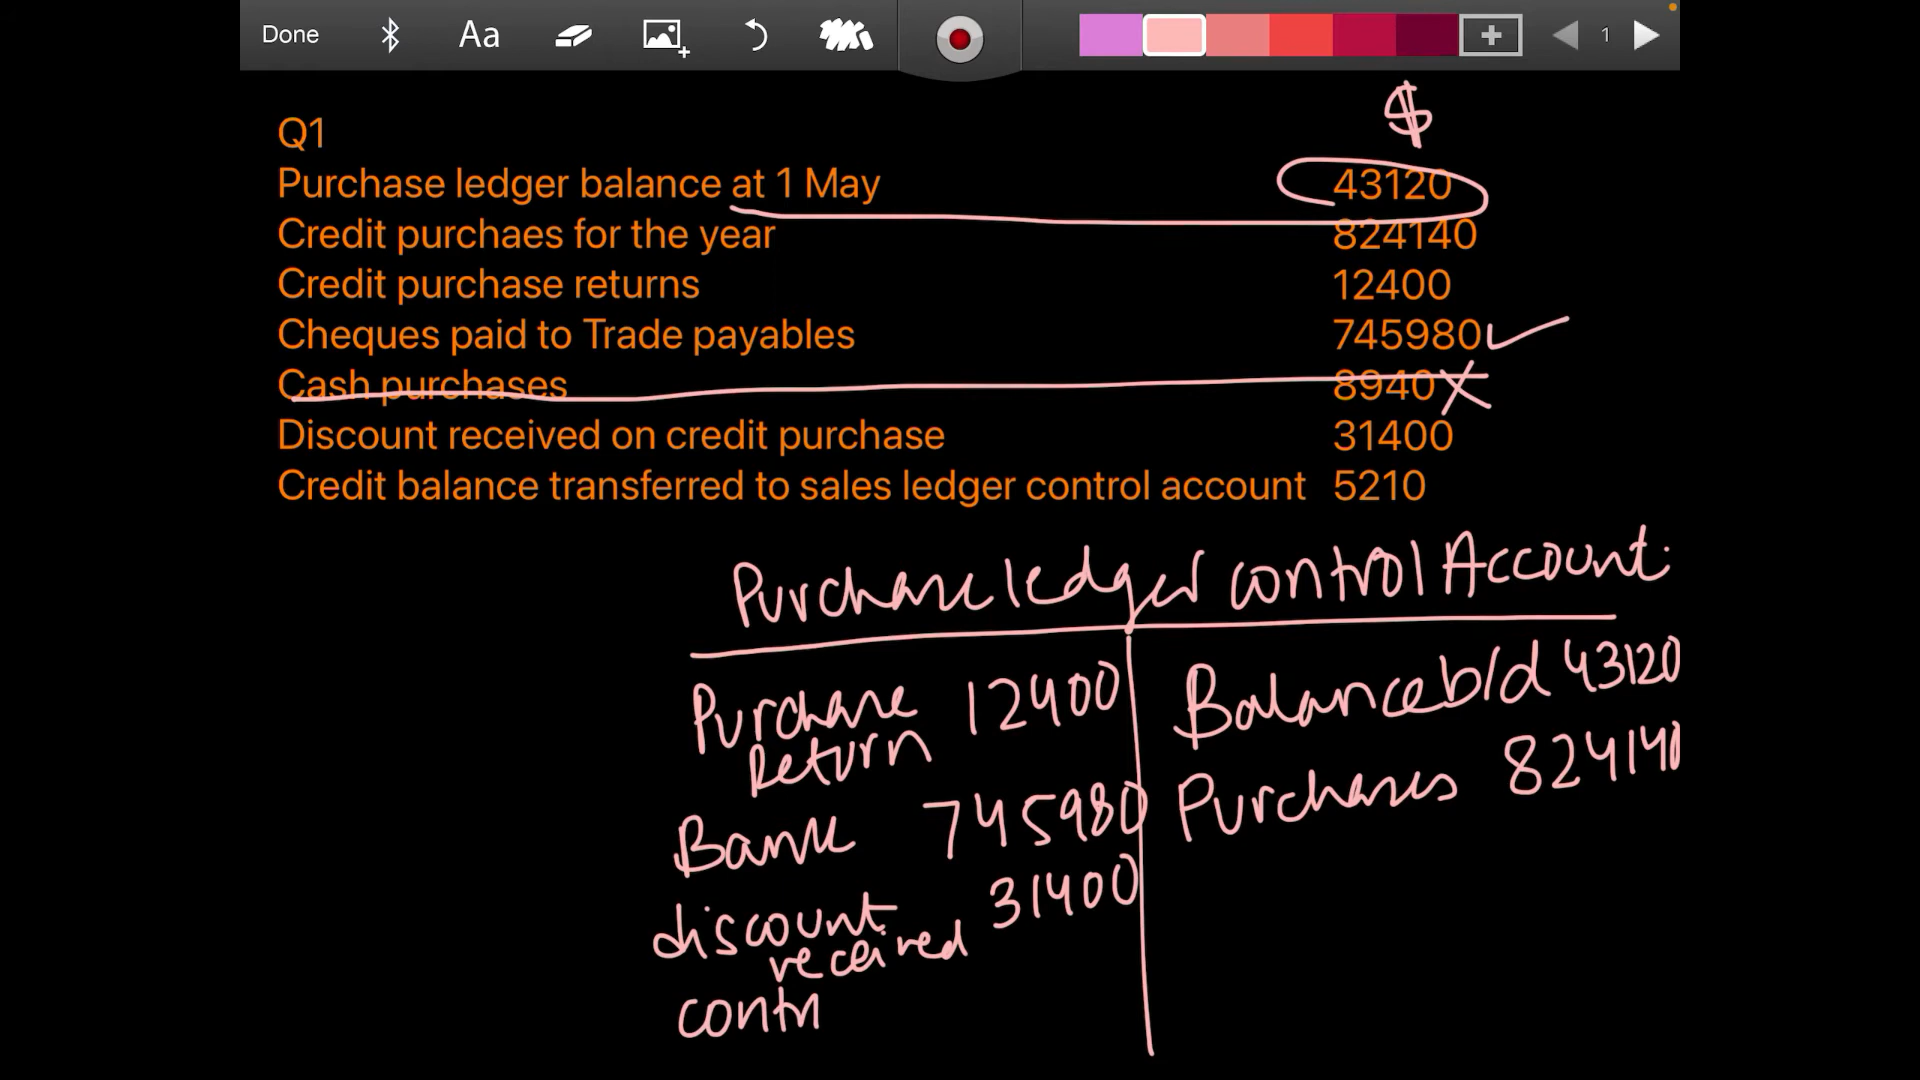 Done Aa 1
$
Q1
Purchase ledger balance at 1 May 43120
Credit purchaes for the year 824140
Credit purchase returns 12400
Cheques paid to Trade payables 745980
Cash purchases 8940
Discount received on credit purchase 31400
Credit balance transferred to sales ledger control account 5210
Purchase ledger control Account
Purchase 12400 Balance b/d 43120
Return
Bank 745980 Purchases 824140
discount 31400
received
contr